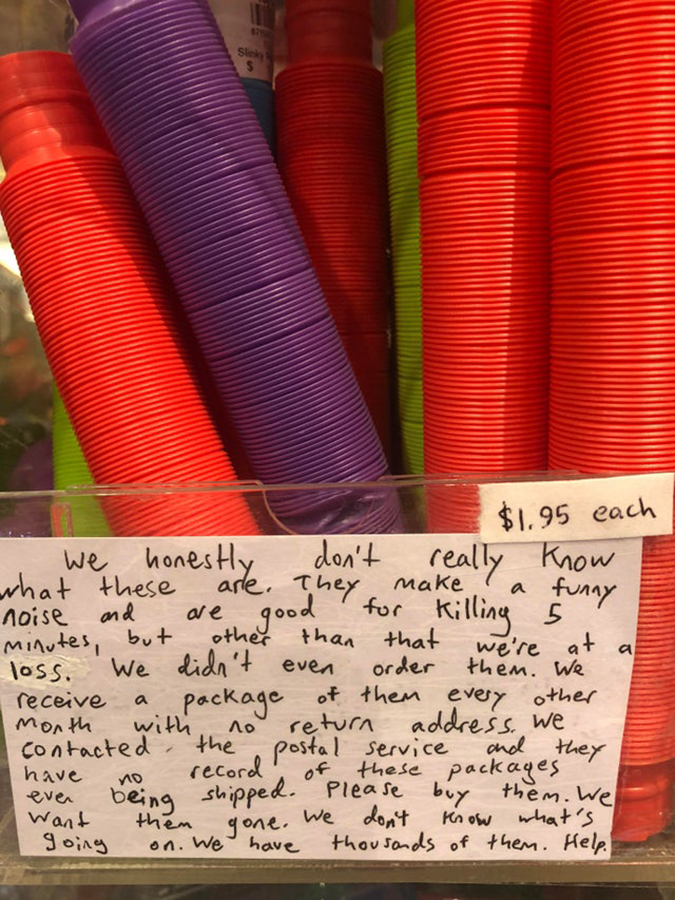 Slinky
$
$1.95 each
We honestly don't really know
what these are. They make a funny
noise and are good for killing 5
minutes, but other than that we're at a
loss. We didn't even order them. We
receive a package of them every other
month with no return address. We
contacted the postal service and they
have no record of these packages
ever being shipped. Please buy them. We
want them gone. We don't know what's
going on. We have thousands of them. Help.